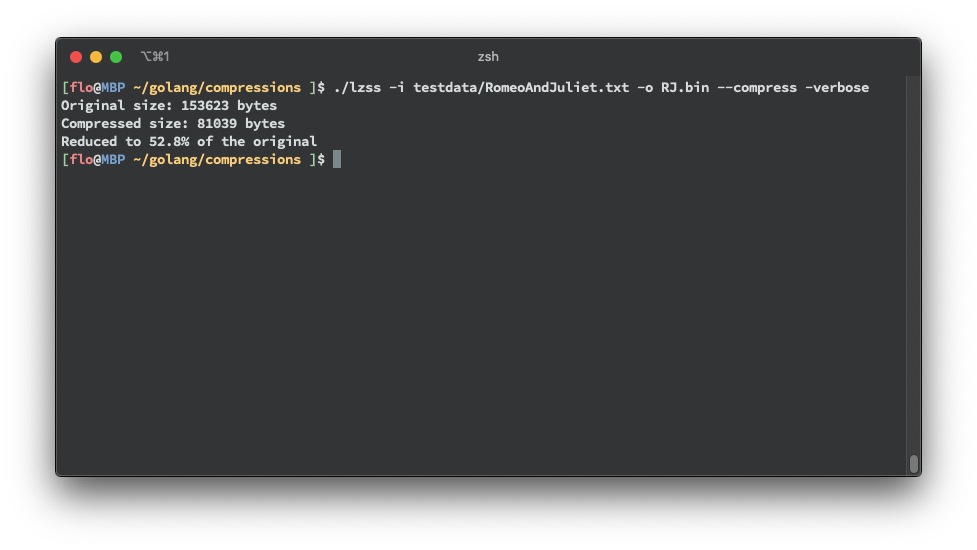 ⌥⌘1
zsh
[flo@MBP ~/golang/compressions ]$ ./lzss -i testdata/RomeoAndJuliet.txt -o RJ.bin --compress -verbose
Original size: 153623 bytes
Compressed size: 81039 bytes
Reduced to 52.8% of the original
[flo@MBP ~/golang/compressions ]$